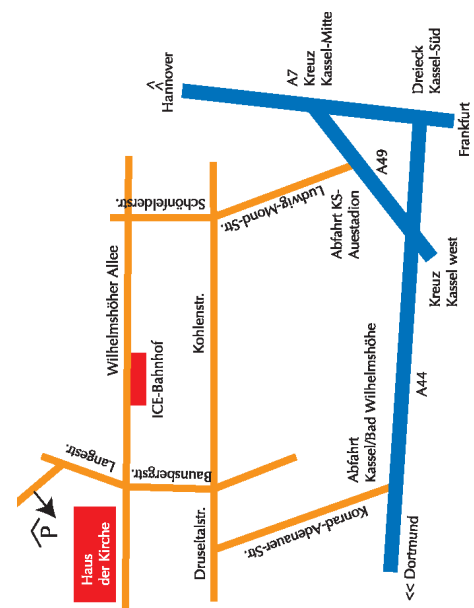 <<
Hannover
A7
Kreuz
Kassel-Mitte
Dreieck
Kassel-Süd
Frankfurt
Schönfelderstr.
Ludwig-Mond-Str.
A49
Abfahrt KS-
Auestadion
Wilhelmshöher Allee
Kohlenstr.
Kreuz
Kassel west
ICE-Bahnhof
Abfahrt
Kassel/Bad Wilhelmshöhe
A44
Langestr.
Baunsbergstr.
P
Konrad-Adenauer-Str.
Haus
der Kirche
Druseltalstr.
<< Dortmund